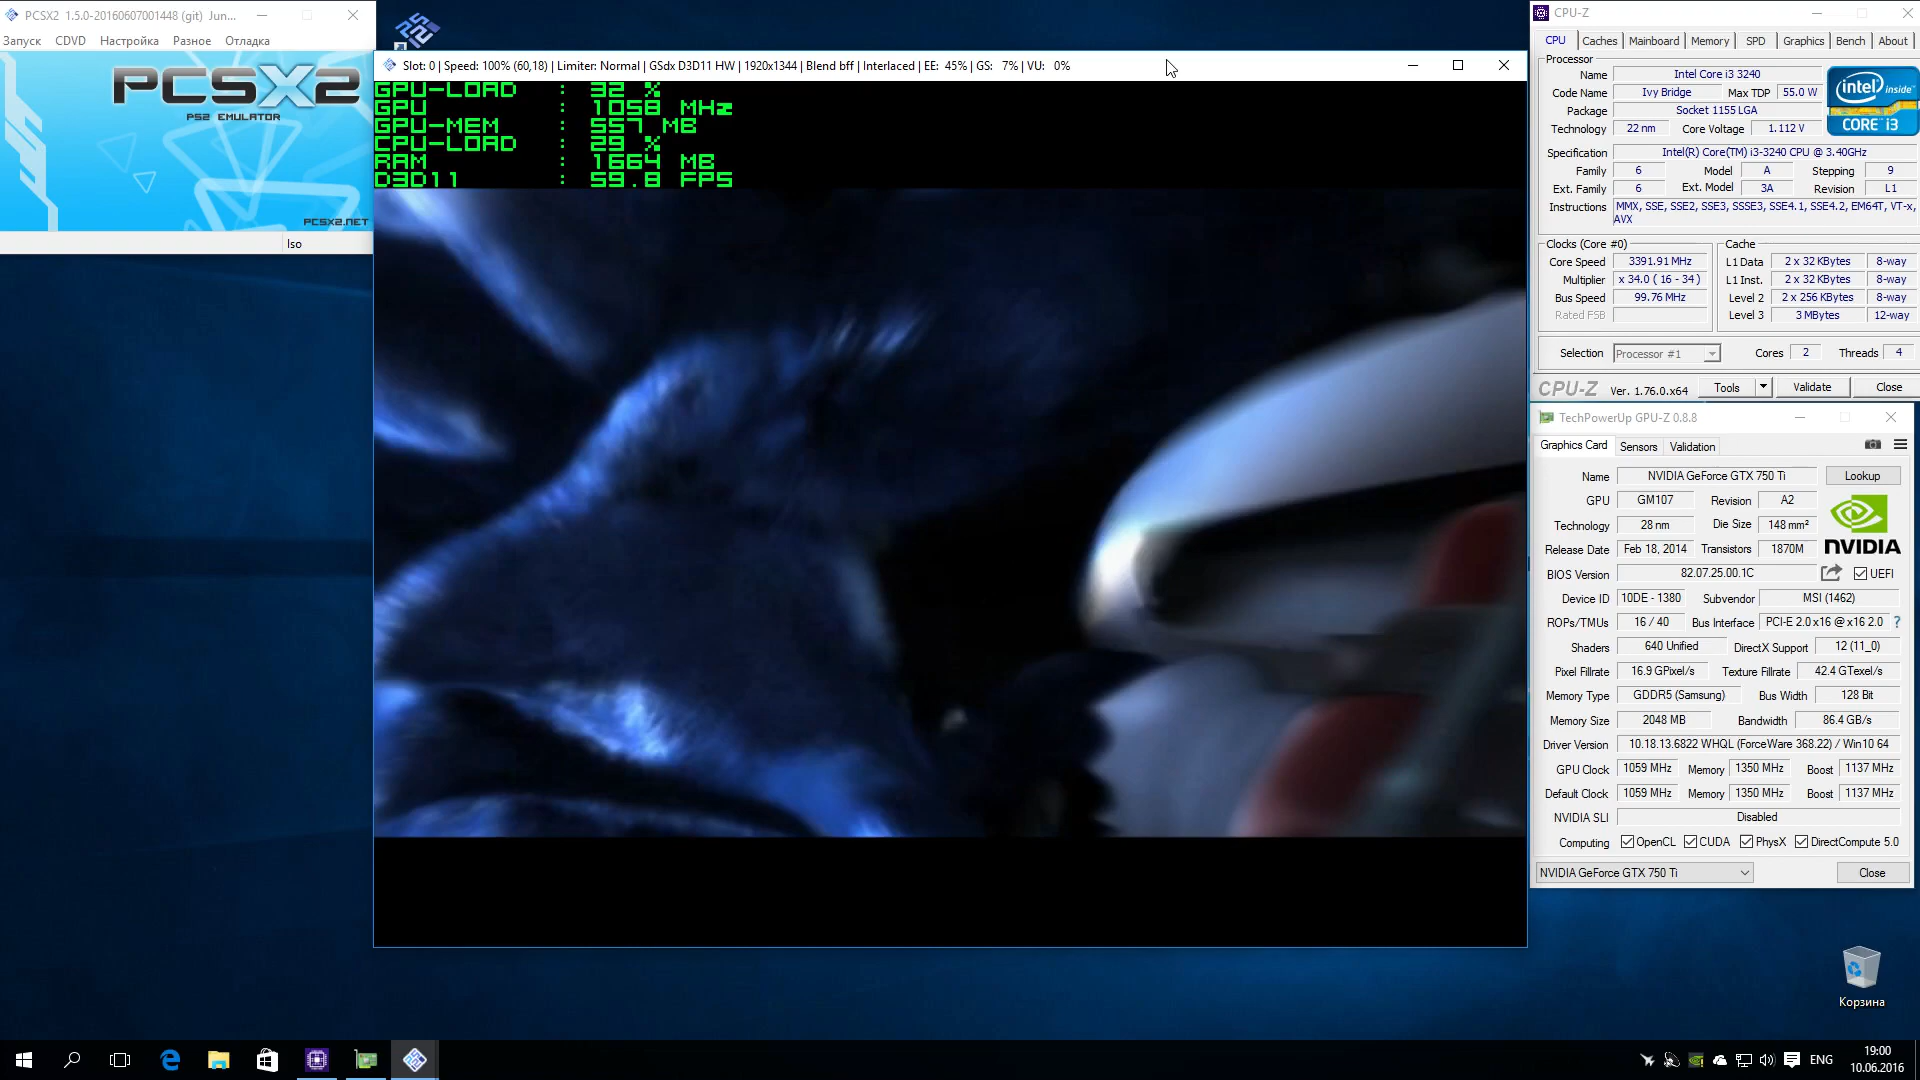 PCSX2 1.5.0-20160607001448 (git) Jun...
Запуск CDVD Настройка Разное Отладка
PCSX2
PS2 EMULATOR
PCSX2.NET
Iso
Slot: 0 | Speed: 100% (60,18) | Limiter: Normal | GSdx D3D11 HW | 1920x1344 | Blend bff | Interlaced | EE: 45% | GS: 7% | VU: 0%
GPU-LOAD : 32 %
GPU : 1058 MHz
GPU-MEM : 557 MB
CPU-LOAD : 29 %
RAM : 1664 MB
D3D11 : 59.8 FPS
CPU-Z
CPU Caches Mainboard Memory SPD Graphics Bench About
Processor
Name Intel Core i3 3240
Code Name Ivy Bridge Max TDP 55.0 W
Package Socket 1155 LGA
Technology 22 nm Core Voltage 1.112 V
intel inside™
CORE i3
Specification Intel(R) Core(TM) i3-3240 CPU @ 3.40GHz
Family 6 Model A Stepping 9
Ext. Family 6 Ext. Model 3A Revision L1
Instructions MMX, SSE, SSE2, SSE3, SSSE3, SSE4.1, SSE4.2, EM64T, VT-x,
AVX
Clocks (Core #0)
Core Speed 3391.91 MHz
Multiplier x 34.0 ( 16 - 34 )
Bus Speed 99.76 MHz
Rated FSB
Cache
L1 Data 2 x 32 KBytes 8-way
L1 Inst. 2 x 32 KBytes 8-way
Level 2 2 x 256 KBytes 8-way
Level 3 3 MBytes 12-way
Selection Processor #1 Cores 2 Threads 4
CPU-Z Ver. 1.76.0.x64 Tools Validate Close
TechPowerUp GPU-Z 0.8.8
Graphics Card Sensors Validation
Name NVIDIA GeForce GTX 750 Ti Lookup
GPU GM107 Revision A2
Technology 28 nm Die Size 148 mm²
Release Date Feb 18, 2014 Transistors 1870M
NVIDIA
BIOS Version 82.07.25.00.1C UEFI
Device ID 10DE - 1380 Subvendor MSI (1462)
ROPs/TMUs 16 / 40 Bus Interface PCI-E 2.0 x16 @ x16 2.0 ?
Shaders 640 Unified DirectX Support 12 (11_0)
Pixel Fillrate 16.9 GPixel/s Texture Fillrate 42.4 GTexel/s
Memory Type GDDR5 (Samsung) Bus Width 128 Bit
Memory Size 2048 MB Bandwidth 86.4 GB/s
Driver Version 10.18.13.6822 WHQL (ForceWare 368.22) / Win10 64
GPU Clock 1059 MHz Memory 1350 MHz Boost 1137 MHz
Default Clock 1059 MHz Memory 1350 MHz Boost 1137 MHz
NVIDIA SLI Disabled
Computing OpenCL CUDA PhysX DirectCompute 5.0
NVIDIA GeForce GTX 750 Ti Close
Корзина
ENG
19:00
10.06.2016